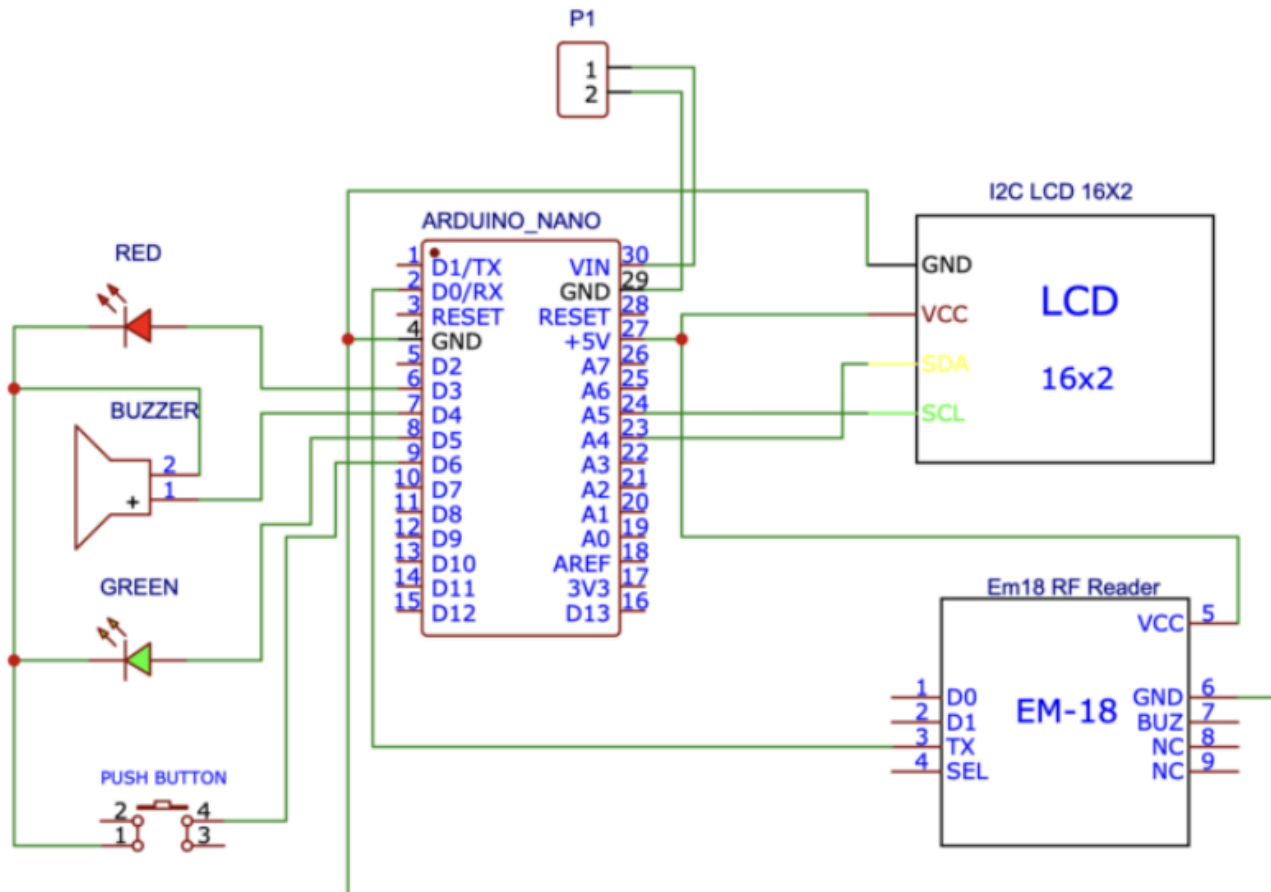 P1
1
2
I2C LCD 16X2
GND
VCC
SDA
SCL
LCD
16x2
ARDUINO_NANO
1 D1/TX VIN 30
2 D0/RX GND 29
3 RESET RESET 28
4 GND +5V 27
5 D2 A7 26
6 D3 A6 25
7 D4 A5 24
8 D5 A4 23
9 D6 A3 22
10 D7 A2 21
11 D8 A1 20
12 D9 A0 19
13 D10 AREF 18
14 D11 3V3 17
15 D12 D13 16
RED
BUZZER
2
1
+
GREEN
PUSH BUTTON
2 4
1 3
Em18 RF Reader
VCC 5
1 D0 GND 6
2 D1 BUZ 7
3 TX NC 8
4 SEL NC 9
EM-18